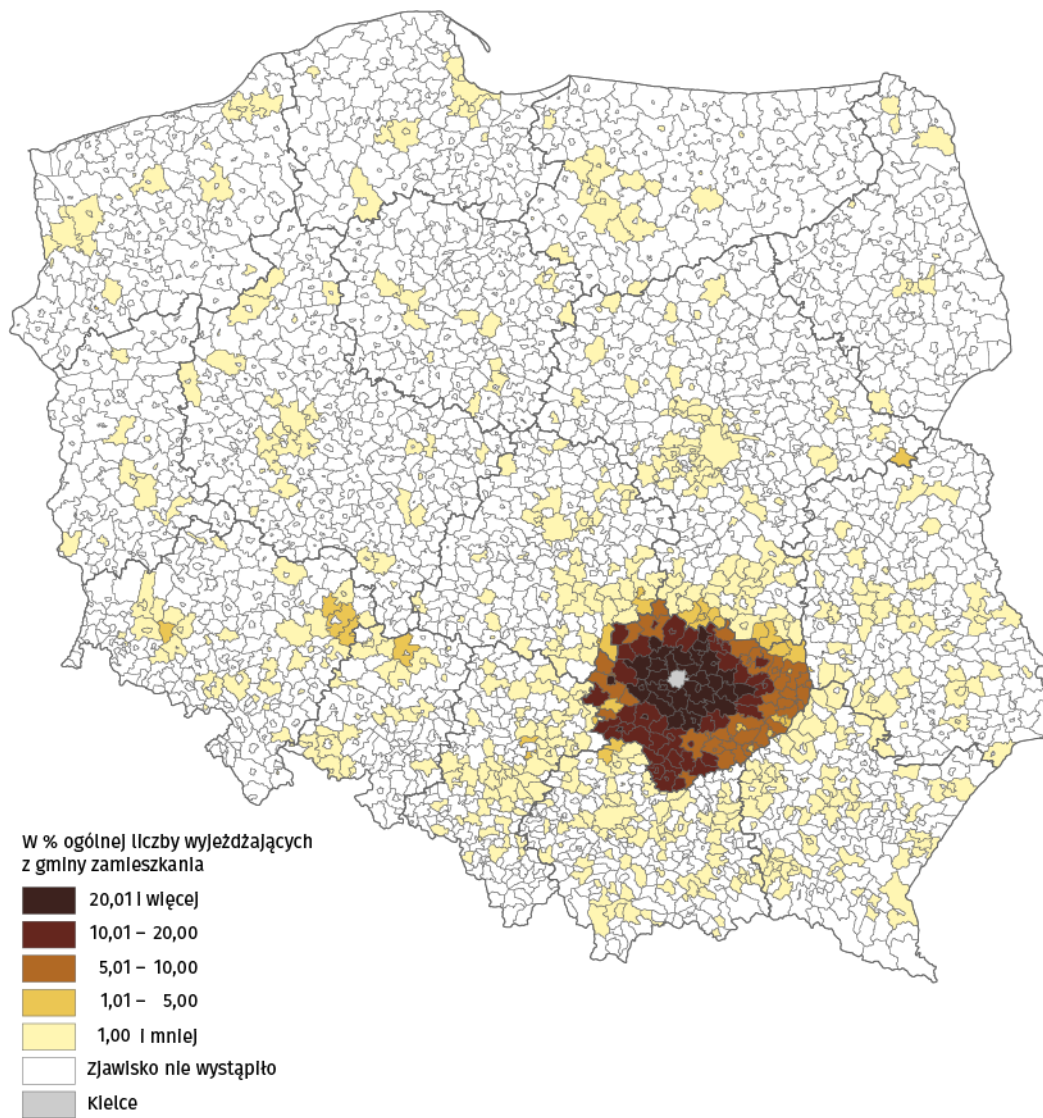 W % ogólnej liczby wyjeżdżających
z gminy zamieszkania
20,01 i więcej
10,01 – 20,00
5,01 – 10,00
1,01 – 5,00
1,00 i mniej
Zjawisko nie wystąpiło
Kielce